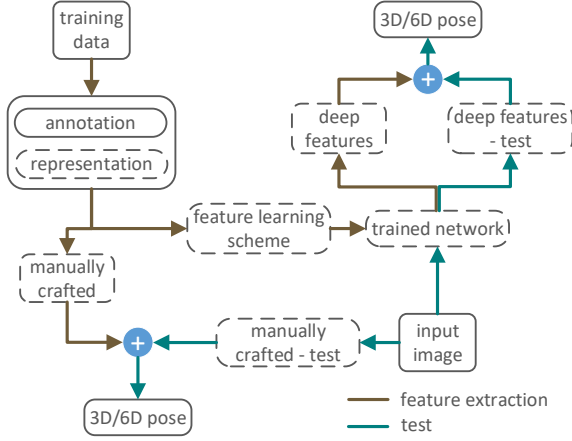 training
data
3D/6D pose
annotation
representation
deep
features
deep features
- test
feature learning
scheme
trained network
manually
crafted
manually
crafted - test
input
image
3D/6D pose
feature extraction
test